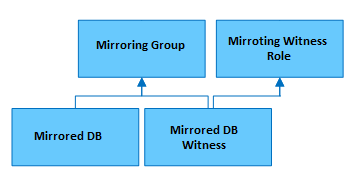 Mirroring Group
Mirroting Witness
Role
Mirrored DB
Mirrored DB
Witness